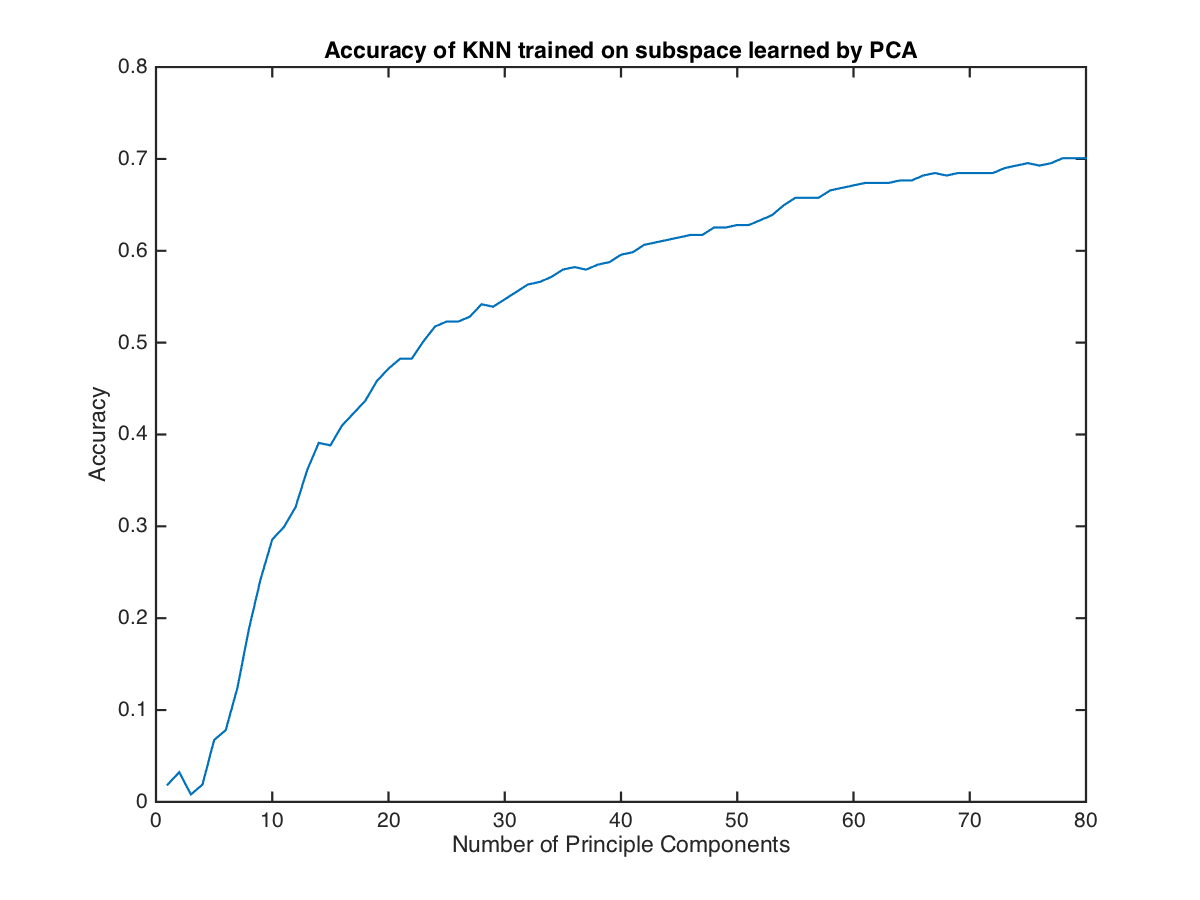 Accuracy of KNN trained on subspace learned by PCA
0.8
0.7
0.6
0.5
0.4
0.3
0.2
0.1
0
Accuracy
0 10 20 30 40 50 60 70 80
Number of Principle Components